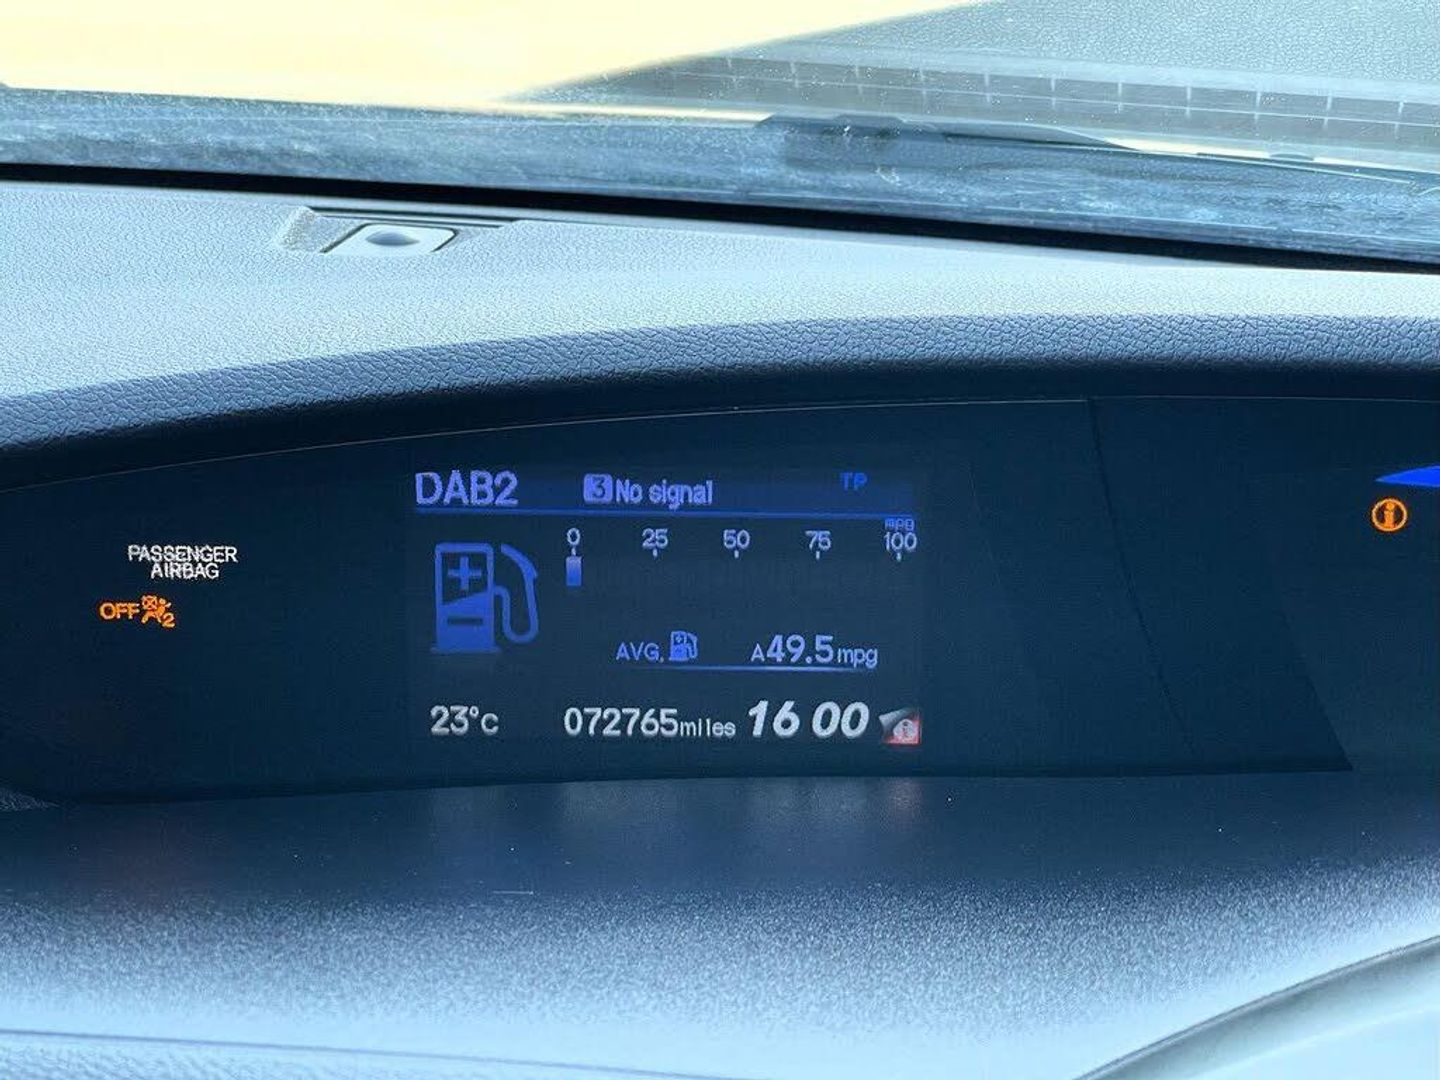 DAB2 3 No signal TP
mpg
0 25 50 75 100
PASSENGER
AIRBAG
OFF 2
AVG. A49.5mpg
23°C 072765miles 16 00